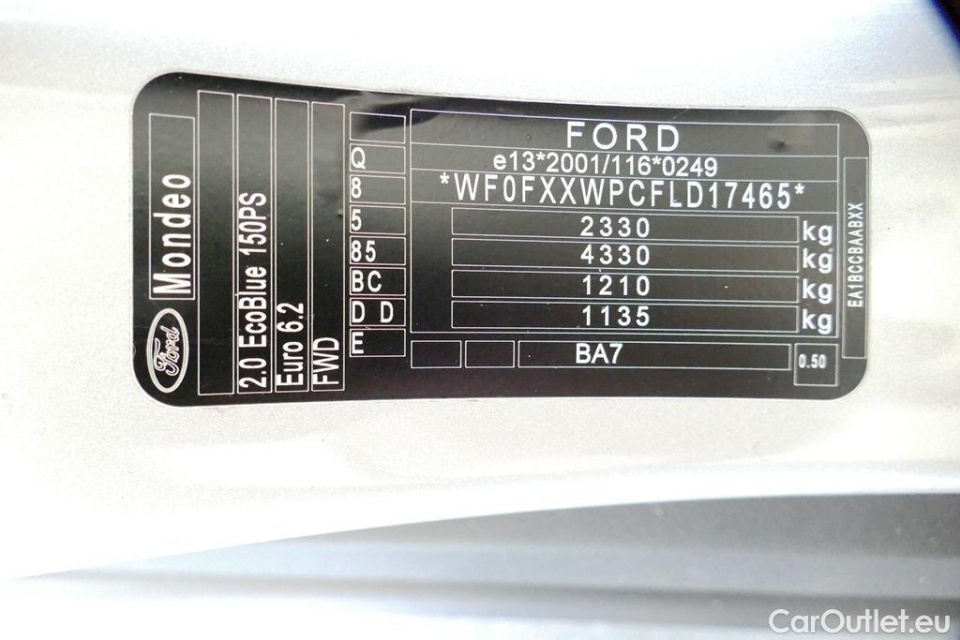 Ford
Mondeo
2.0 EcoBlue 150PS
Euro 6.2
FWD
Q
8
5
85
BC
D D
E
FORD
e13*2001/116*0249
*WF0FXXWPCFLD17465*
2330 kg
4330 kg
1210 kg
1135 kg
BA7
0.50
EA1BCCBAABXX
CarOutlet.eu